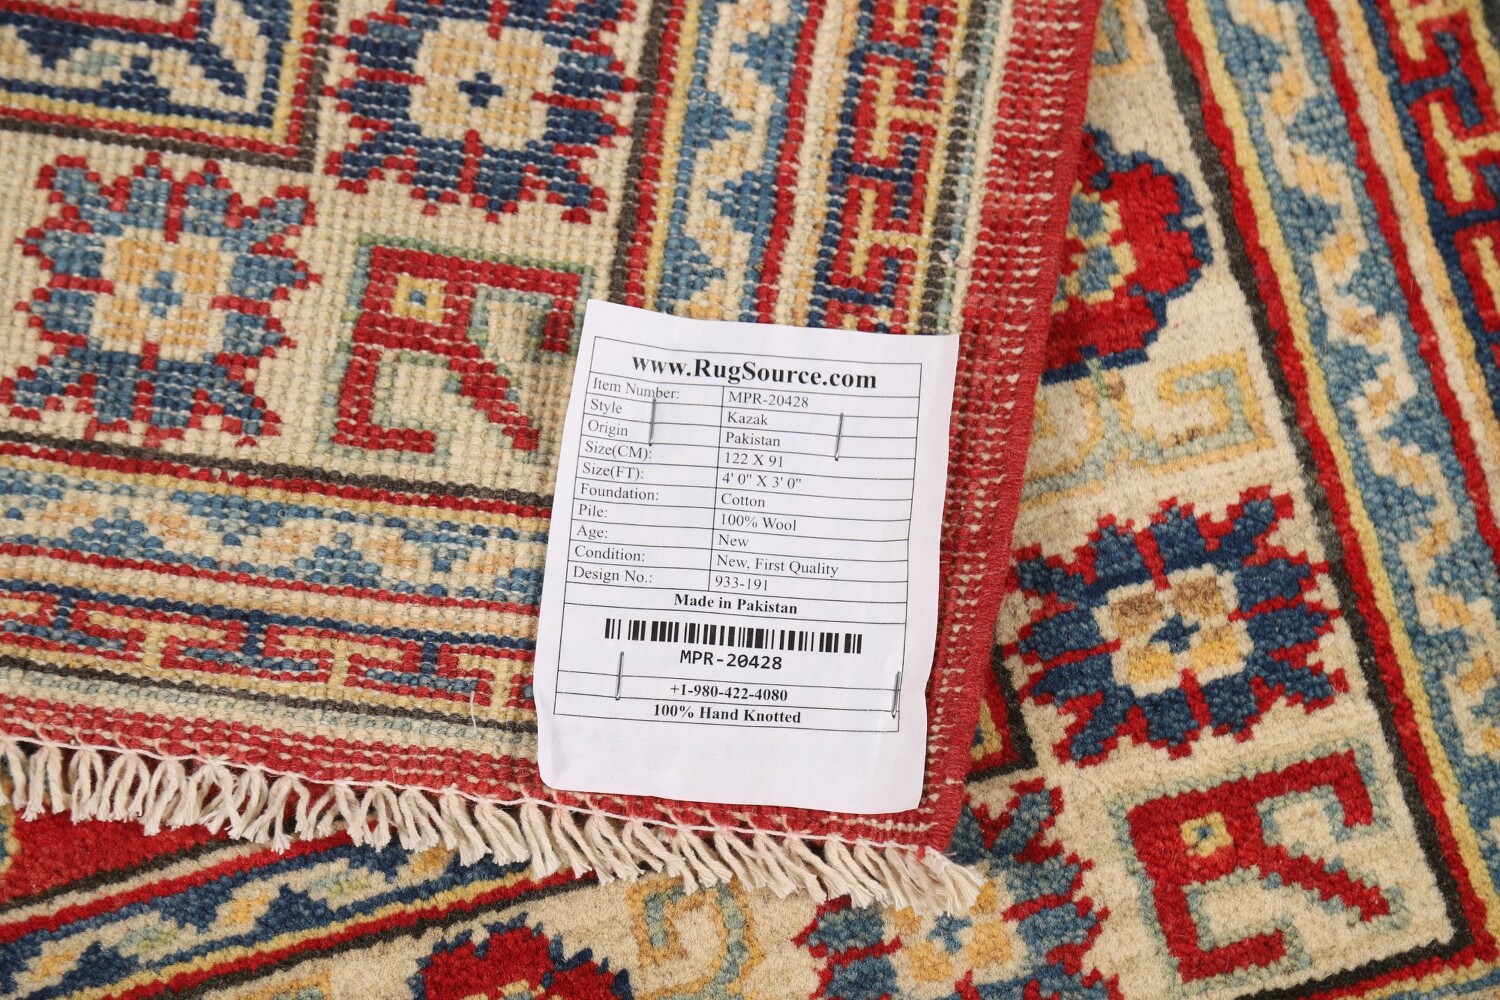 www.RugSource.com
Item Number: MPR-20428
Style Kazak
Origin Pakistan
Size(CM): 122 X 91
Size(FT): 4' 0" X 3' 0"
Foundation: Cotton
Pile: 100% Wool
Age: New
Condition: New, First Quality
Design No.: 933-191
Made in Pakistan
MPR-20428
+1-980-422-4080
100% Hand Knotted